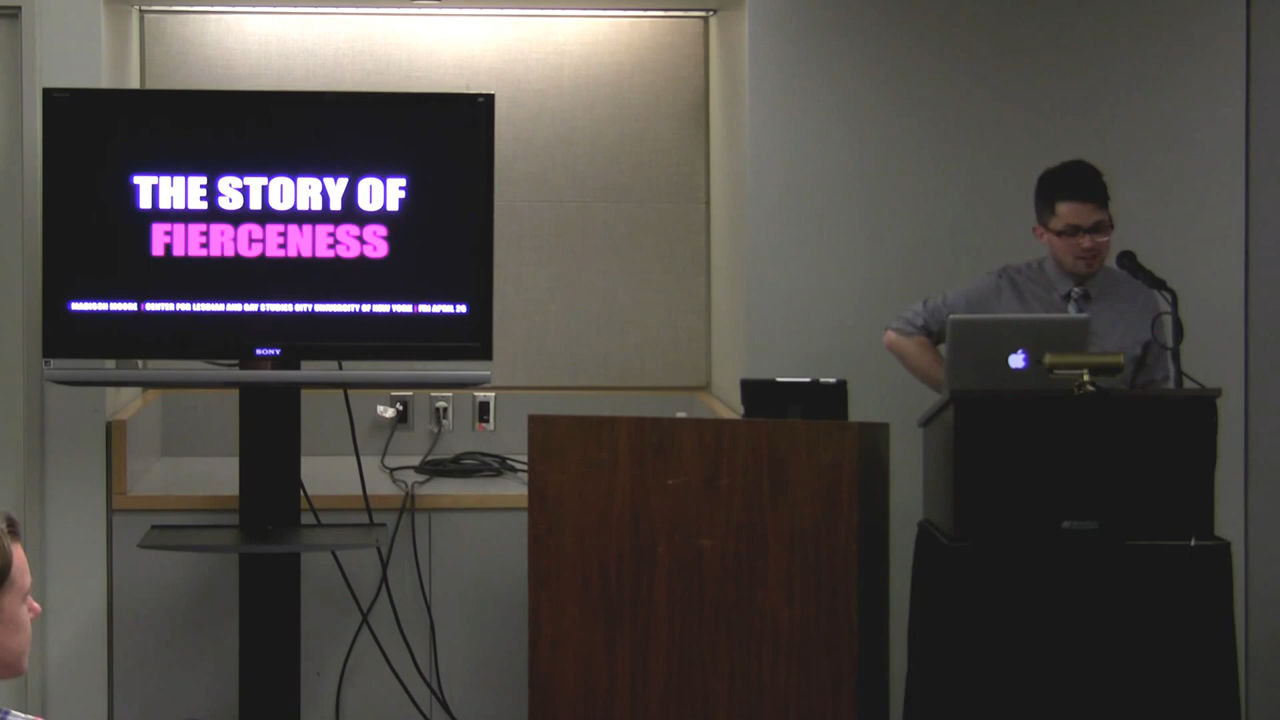 THE STORY OF
FIERCENESS
MADISON MOORE | CENTER FOR LESBIAN AND GAY STUDIES CITY UNIVERSITY OF NEW YORK | FRI APRIL 26
SONY